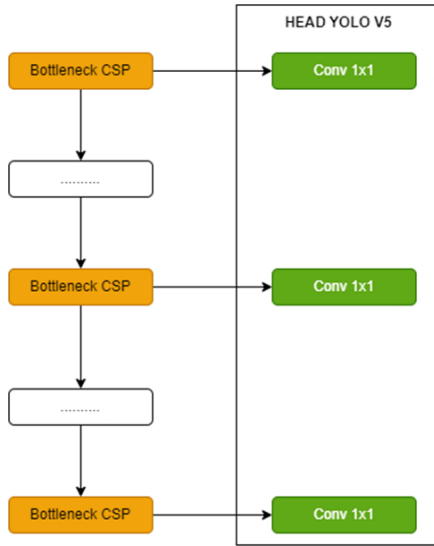 HEAD YOLO V5
Bottleneck CSP
Conv 1x1
..........
Bottleneck CSP
Conv 1x1
..........
Bottleneck CSP
Conv 1x1